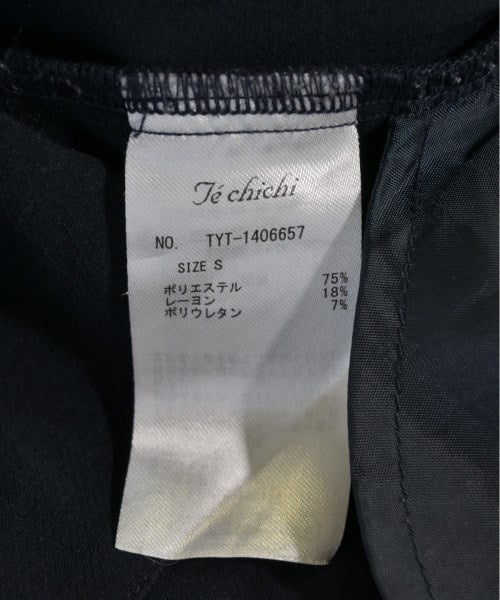 Té chichi
NO. TYT-1406657
SIZE S
ポリエステル 75%
レーヨン 18%
ポリウレタン 7%